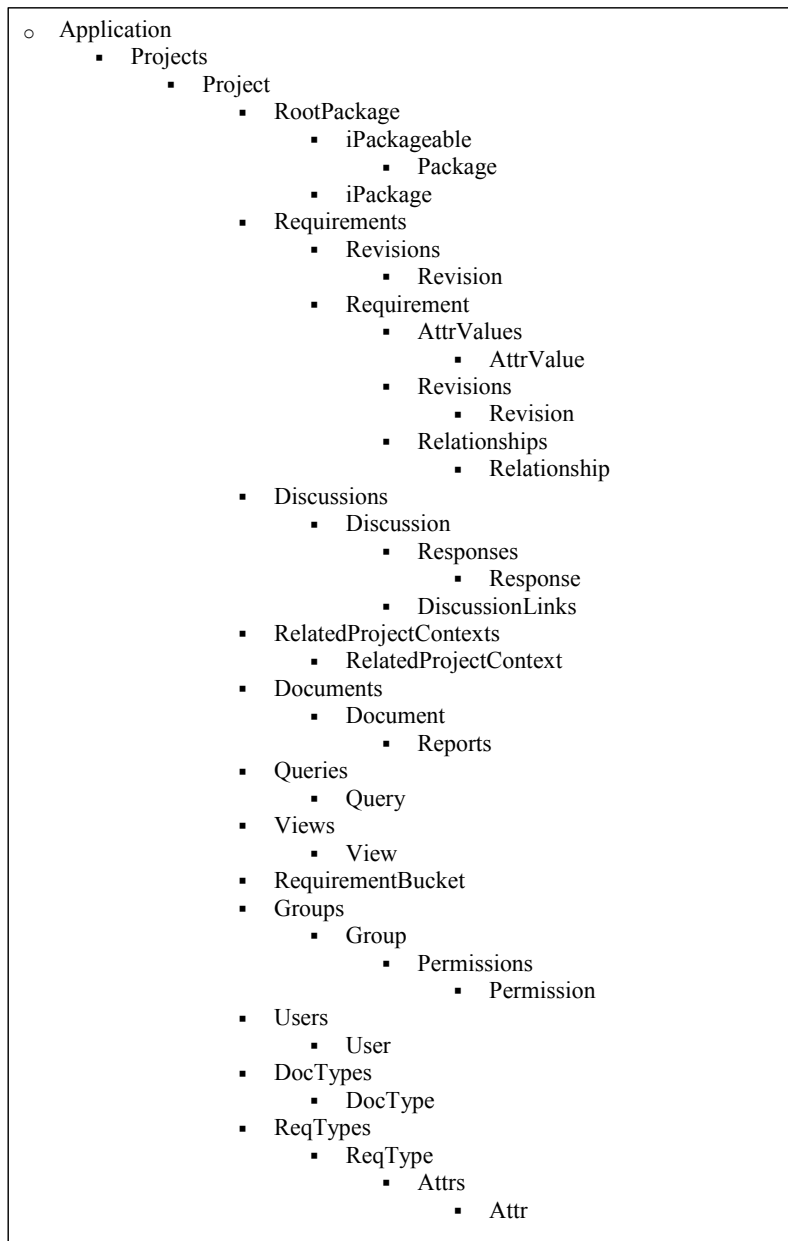 ○ Application
▪ Projects
▪ Project
▪ RootPackage
▪ iPackageable
▪ Package
▪ iPackage
▪ Requirements
▪ Revisions
▪ Revision
▪ Requirement
▪ AttrValues
▪ AttrValue
▪ Revisions
▪ Revision
▪ Relationships
▪ Relationship
▪ Discussions
▪ Discussion
▪ Responses
▪ Response
▪ DiscussionLinks
▪ RelatedProjectContexts
▪ RelatedProjectContext
▪ Documents
▪ Document
▪ Reports
▪ Queries
▪ Query
▪ Views
▪ View
▪ RequirementBucket
▪ Groups
▪ Group
▪ Permissions
▪ Permission
▪ Users
▪ User
▪ DocTypes
▪ DocType
▪ ReqTypes
▪ ReqType
▪ Attrs
▪ Attr